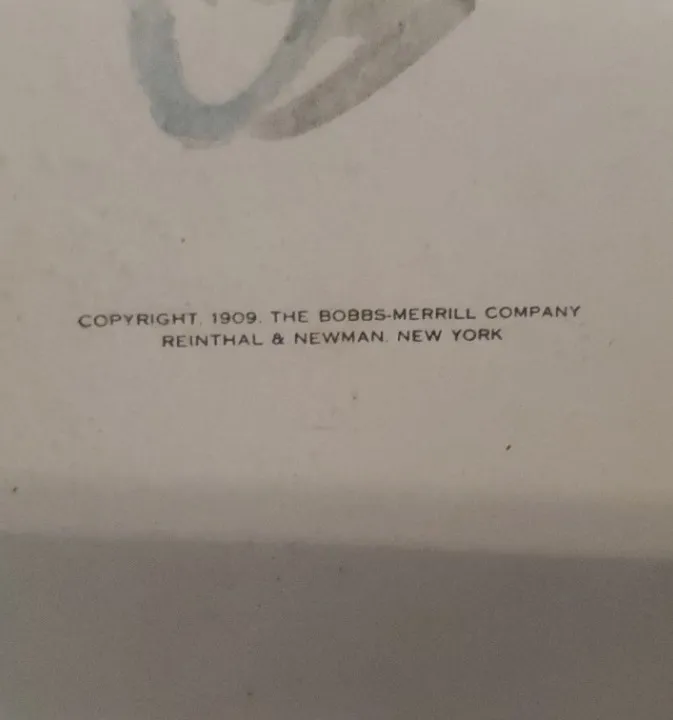 COPYRIGHT, 1909, THE BOBBS-MERRILL COMPANY
REINTHAL & NEWMAN, NEW YORK